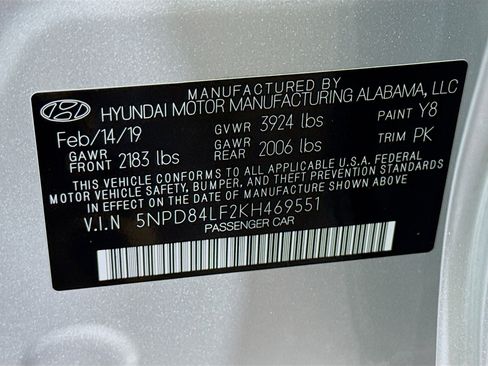 MANUFACTURED BY
HYUNDAI MOTOR MANUFACTURING ALABAMA, LLC
Feb/14/19 GVWR 3924 lbs PAINT Y8
GAWR FRONT 2183 lbs GAWR REAR 2006 lbs TRIM PK
THIS VEHICLE CONFORMS TO ALL APPLICABLE U.S.A. FEDERAL
MOTOR VEHICLE SAFETY, BUMPER, AND THEFT PREVENTION STANDARDS
IN EFFECT ON THE DATE OF MANUFACTURE SHOWN ABOVE.
V.I.N 5NPD84LF2KH469551
PASSENGER CAR